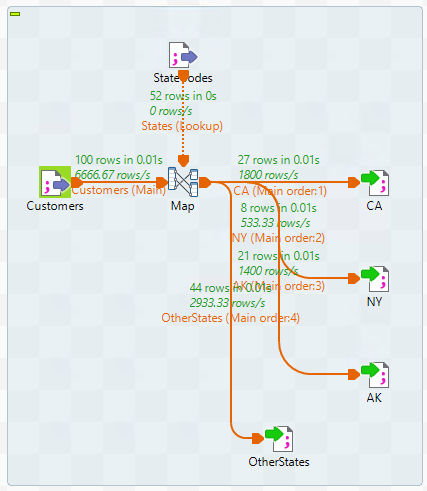 StateCodes
52 rows in 0s
0 rows/s
States (Lookup)
100 rows in 0.01s
6666.67 rows/s
Customers (Main)
Customers
Map
27 rows in 0.01s
1800 rows/s
CA (Main order:1)
CA
8 rows in 0.01s
533.33 rows/s
NY (Main order:2)
21 rows in 0.01s
1400 rows/s
AK (Main order:3)
NY
44 rows in 0.01s
2933.33 rows/s
OtherStates (Main order:4)
AK
OtherStates